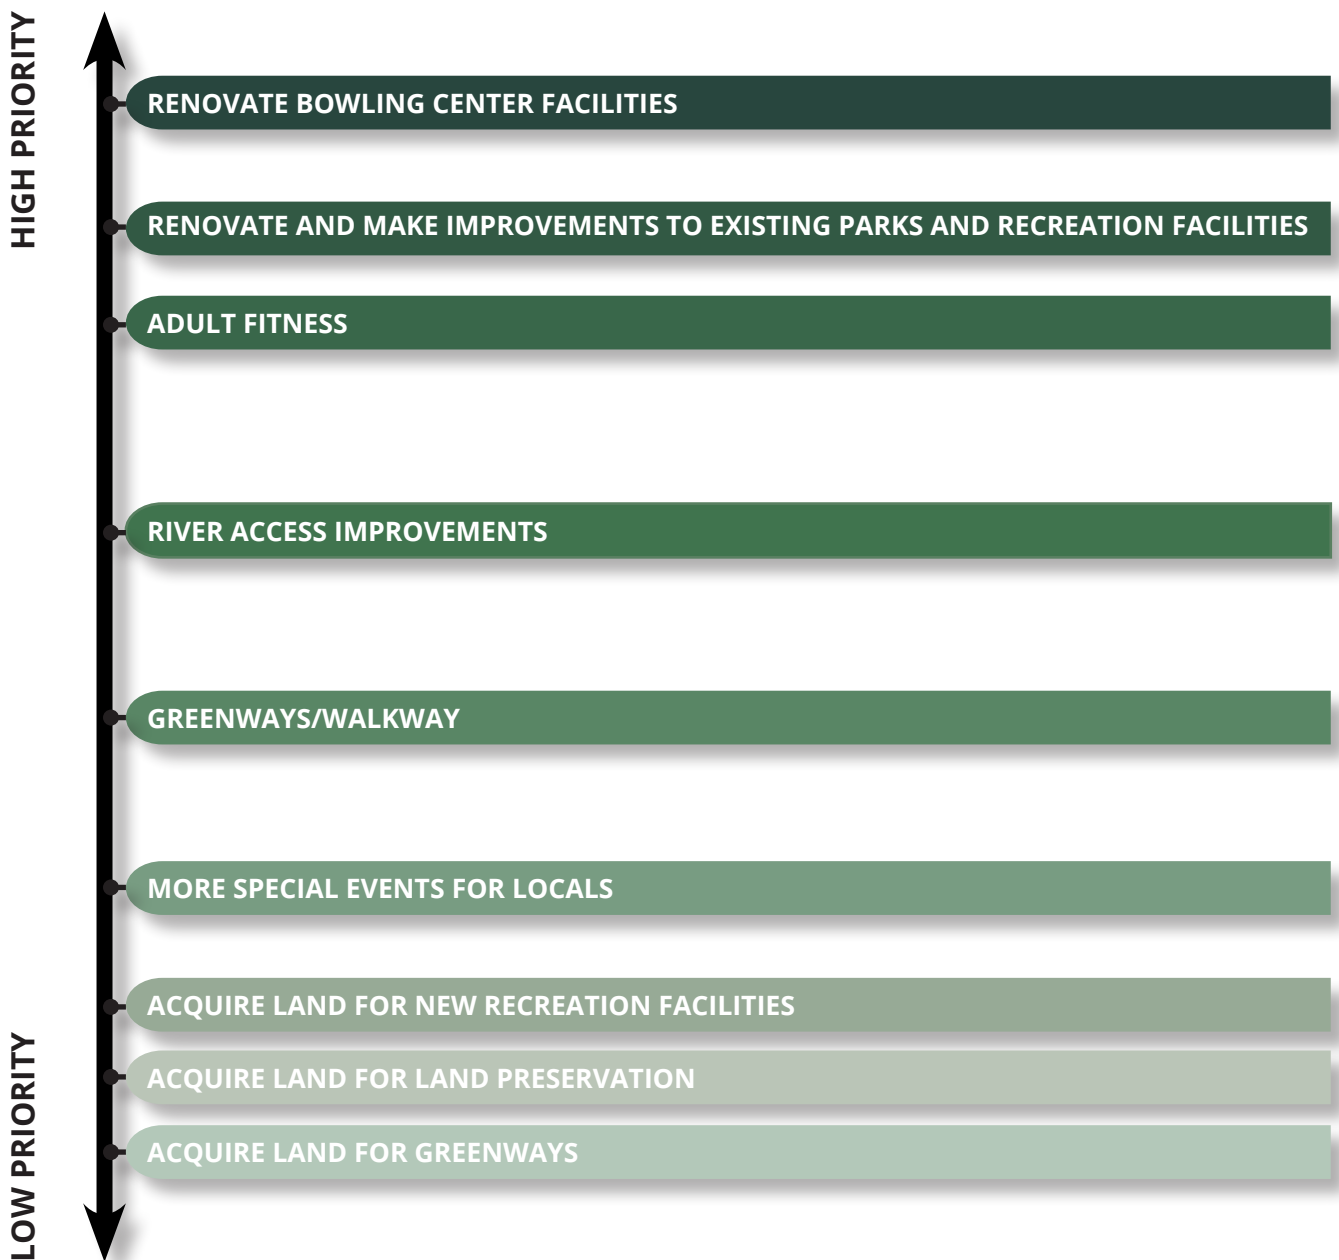 HIGH PRIORITY
RENOVATE BOWLING CENTER FACILITIES
RENOVATE AND MAKE IMPROVEMENTS TO EXISTING PARKS AND RECREATION FACILITIES
ADULT FITNESS
RIVER ACCESS IMPROVEMENTS
GREENWAYS/WALKWAY
MORE SPECIAL EVENTS FOR LOCALS
ACQUIRE LAND FOR NEW RECREATION FACILITIES
ACQUIRE LAND FOR LAND PRESERVATION
ACQUIRE LAND FOR GREENWAYS
LOW PRIORITY